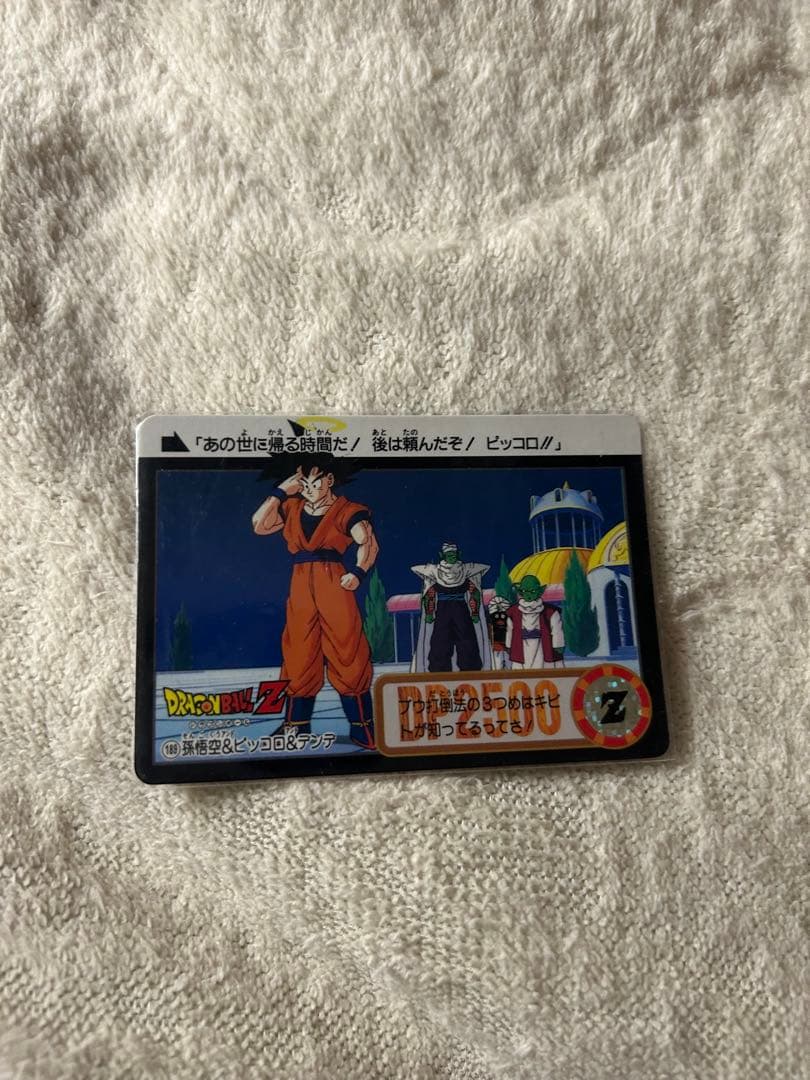 「あの世に帰る時間だ! 後は頼んだぞ! ピッコロ!!」
DRAGON BALL Z
189 孫悟空&ピッコロ&デンデ
BP2500
ブウ打倒法の3つめはキビ
トが知ってるってさ!
Z